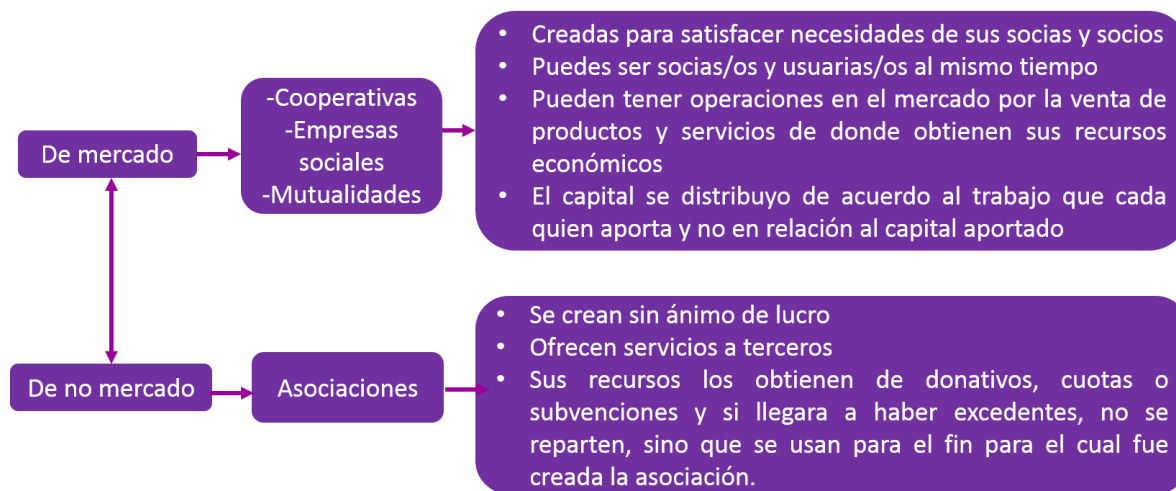 De mercado
-Cooperativas
-Empresas
sociales
-Mutualidades
• Creadas para satisfacer necesidades de sus socias y socios
• Puedes ser socias/os y usuarias/os al mismo tiempo
• Pueden tener operaciones en el mercado por la venta de
productos y servicios de donde obtienen sus recursos
económicos
• El capital se distribuyo de acuerdo al trabajo que cada
quien aporta y no en relación al capital aportado
De no mercado
Asociaciones
• Se crean sin ánimo de lucro
• Ofrecen servicios a terceros
• Sus recursos los obtienen de donativos, cuotas o
subvenciones y si llegara a haber excedentes, no se
reparten, sino que se usan para el fin para el cual fue
creada la asociación.